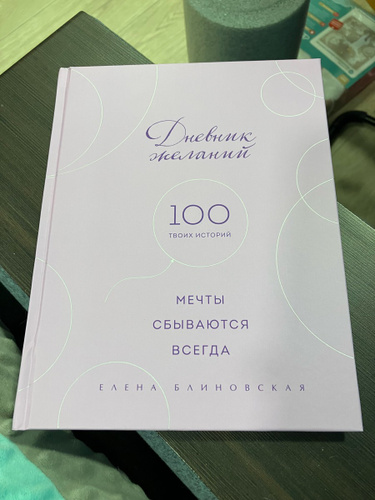 Дневник
желаний
100
ТВОИХ ИСТОРИЙ
МЕЧТЫ
СБЫВАЮТСЯ
ВСЕГДА
ЕЛЕНА БЛИНОВСКАЯ